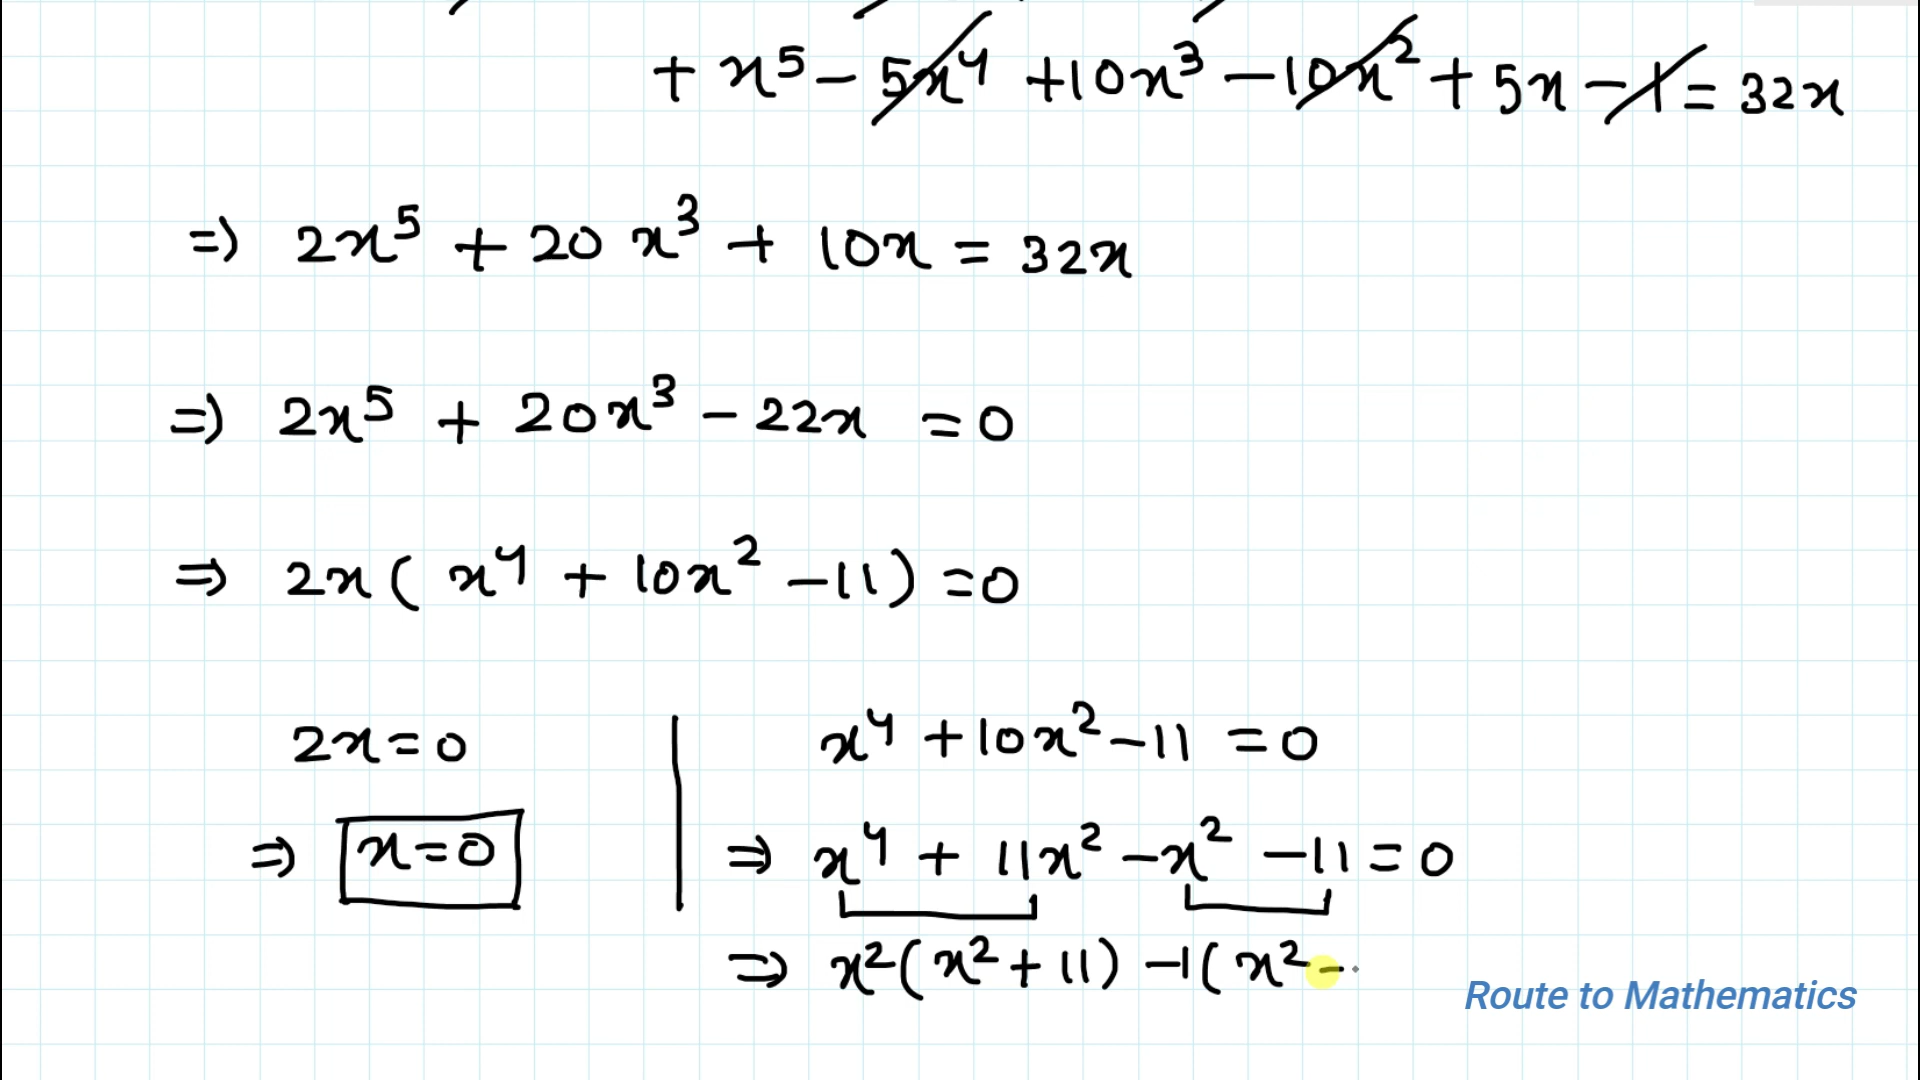 + x⁵ - 5x⁴ + 10x³ - 10x² + 5x - 1 = 32x
⇒ 2x⁵ + 20x³ + 10x = 32x
⇒ 2x⁵ + 20x³ - 22x = 0
⇒ 2x(x⁴ + 10x² - 11) = 0
2x = 0
⇒ x = 0
x⁴ + 10x² - 11 = 0
⇒ x⁴ + 11x² - x² - 11 = 0
⇒ x²(x² + 11) - 1(x² -
Route to Mathematics